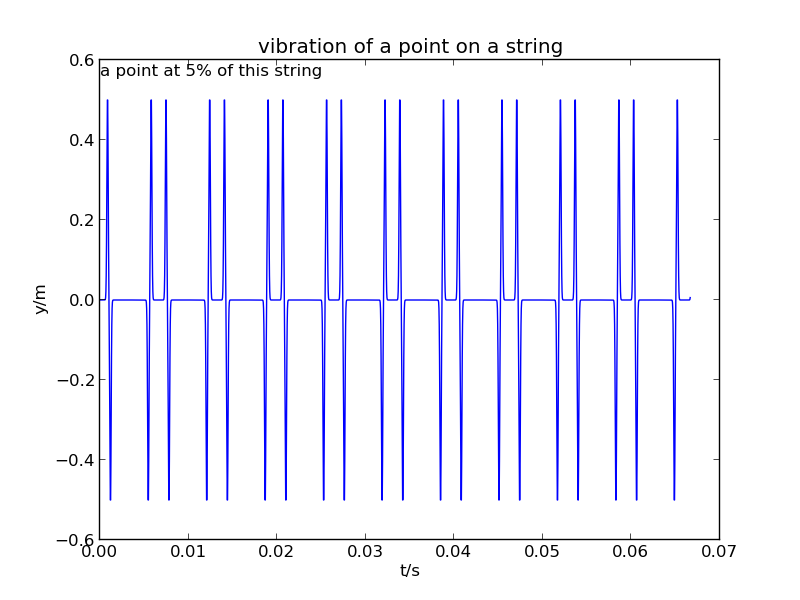 vibration of a point on a string
a point at 5% of this string
0.6
0.4
0.2
0.0
−0.2
−0.4
−0.6
y/m
0.00 0.01 0.02 0.03 0.04 0.05 0.06 0.07
t/s